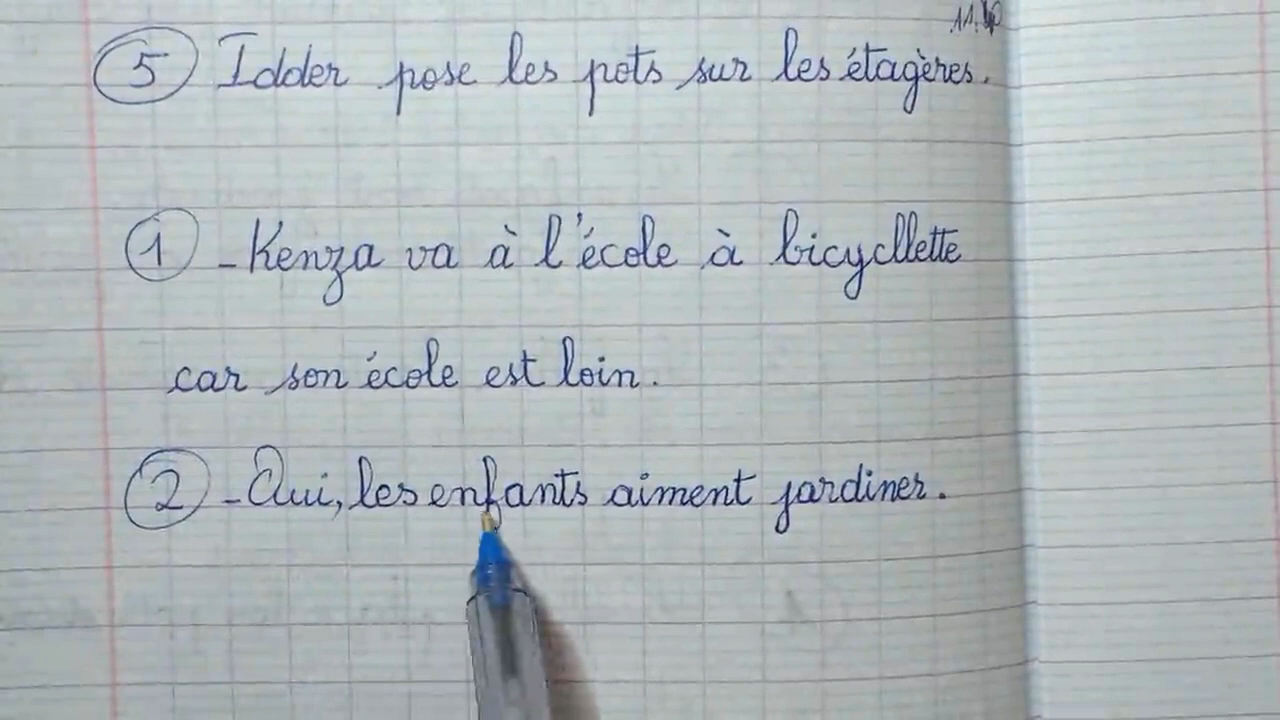 ⑤ Idder pose les pots sur les étagères.
① - Kenza va à l'école à bicycllette
car son école est loin.
② - Oui, les enfants aiment jardiner.